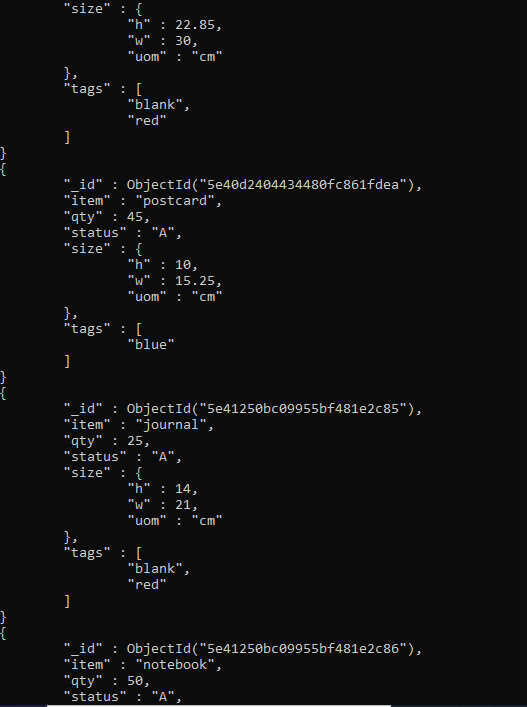 "size" : {
"h" : 22.85,
"w" : 30,
"uom" : "cm"
},
"tags" : [
"blank",
"red"
]
}
{
"_id" : ObjectId("5e40d2404434480fc861fdea"),
"item" : "postcard",
"qty" : 45,
"status" : "A",
"size" : {
"h" : 10,
"w" : 15.25,
"uom" : "cm"
},
"tags" : [
"blue"
]
}
{
"_id" : ObjectId("5e41250bc09955bf481e2c85"),
"item" : "journal",
"qty" : 25,
"status" : "A",
"size" : {
"h" : 14,
"w" : 21,
"uom" : "cm"
},
"tags" : [
"blank",
"red"
]
}
{
"_id" : ObjectId("5e41250bc09955bf481e2c86"),
"item" : "notebook",
"qty" : 50,
"status" : "A",